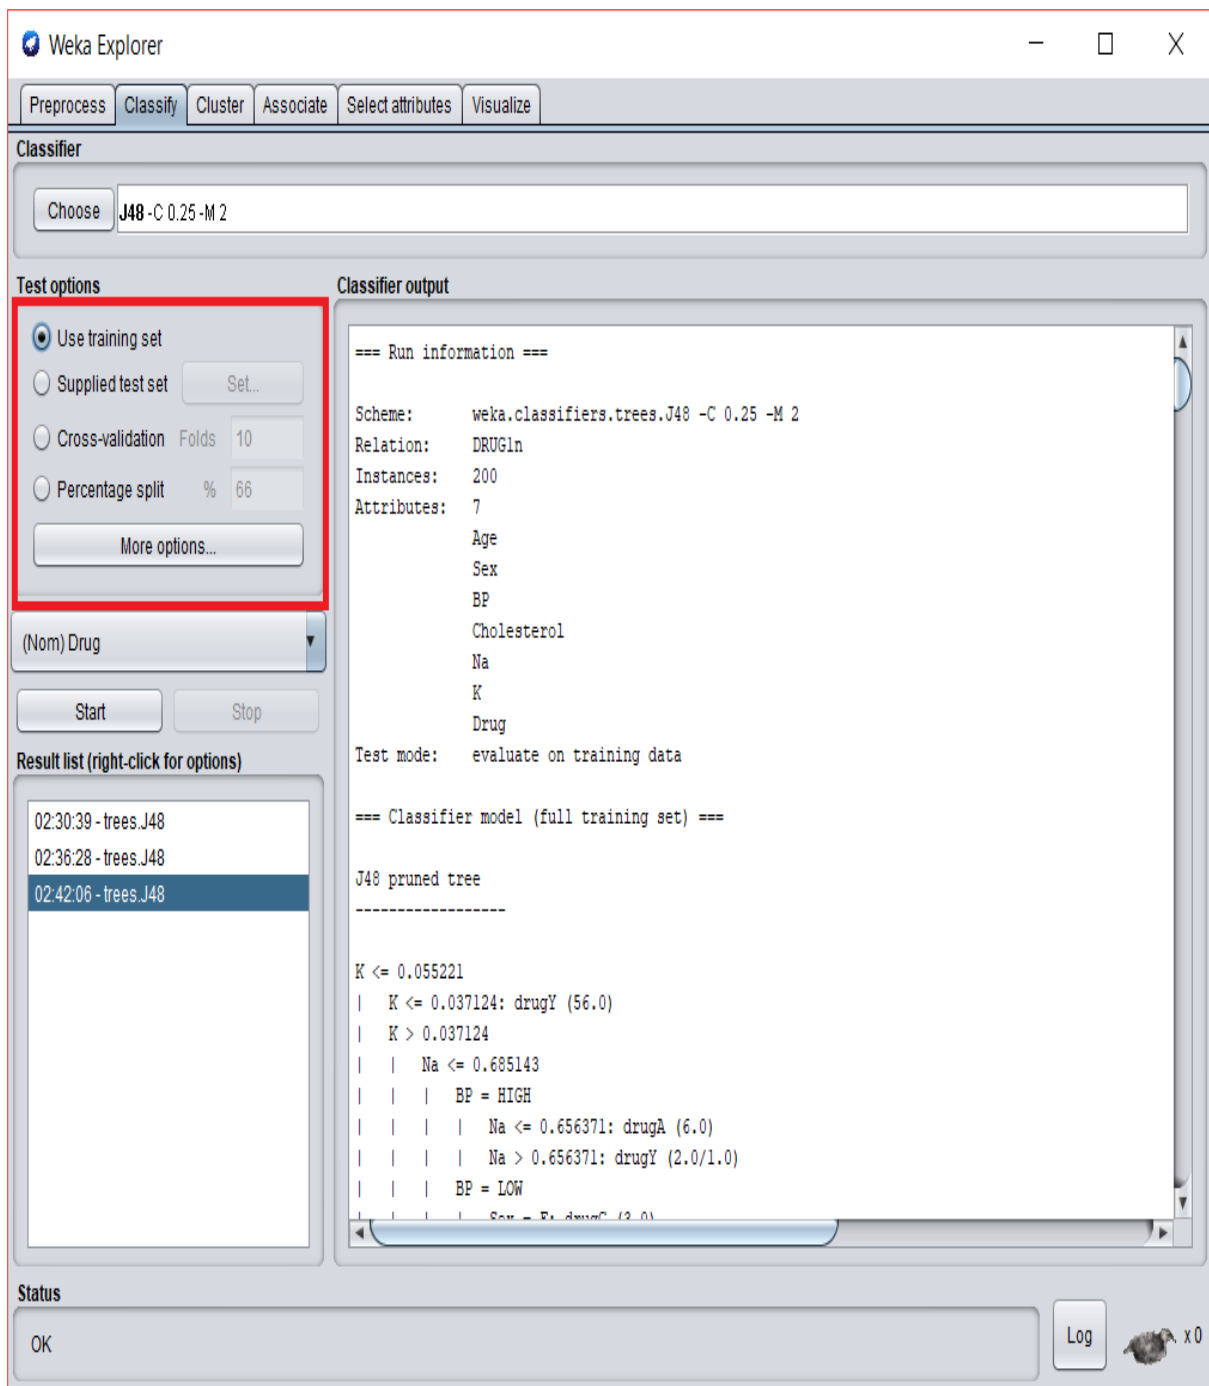 Weka Explorer
Preprocess Classify Cluster Associate Select attributes Visualize
Classifier
Choose J48 -C 0.25 -M 2
Test options
Use training set
Supplied test set Set...
Cross-validation Folds 10
Percentage split % 66
More options...
(Nom) Drug
Start Stop
Result list (right-click for options)
02:30:39 - trees.J48
02:36:28 - trees.J48
02:42:06 - trees.J48
Classifier output
=== Run information ===
Scheme: weka.classifiers.trees.J48 -C 0.25 -M 2
Relation: DRUG1n
Instances: 200
Attributes: 7
Age
Sex
BP
Cholesterol
Na
K
Drug
Test mode: evaluate on training data
=== Classifier model (full training set) ===
J48 pruned tree
------------------
K <= 0.055221
| K <= 0.037124: drugY (56.0)
| K > 0.037124
| | Na <= 0.685143
| | | BP = HIGH
| | | | Na <= 0.656371: drugA (6.0)
| | | | Na > 0.656371: drugY (2.0/1.0)
| | | BP = LOW
| | | | Sex = F: drugC (3.0)
Status
OK
Log x 0